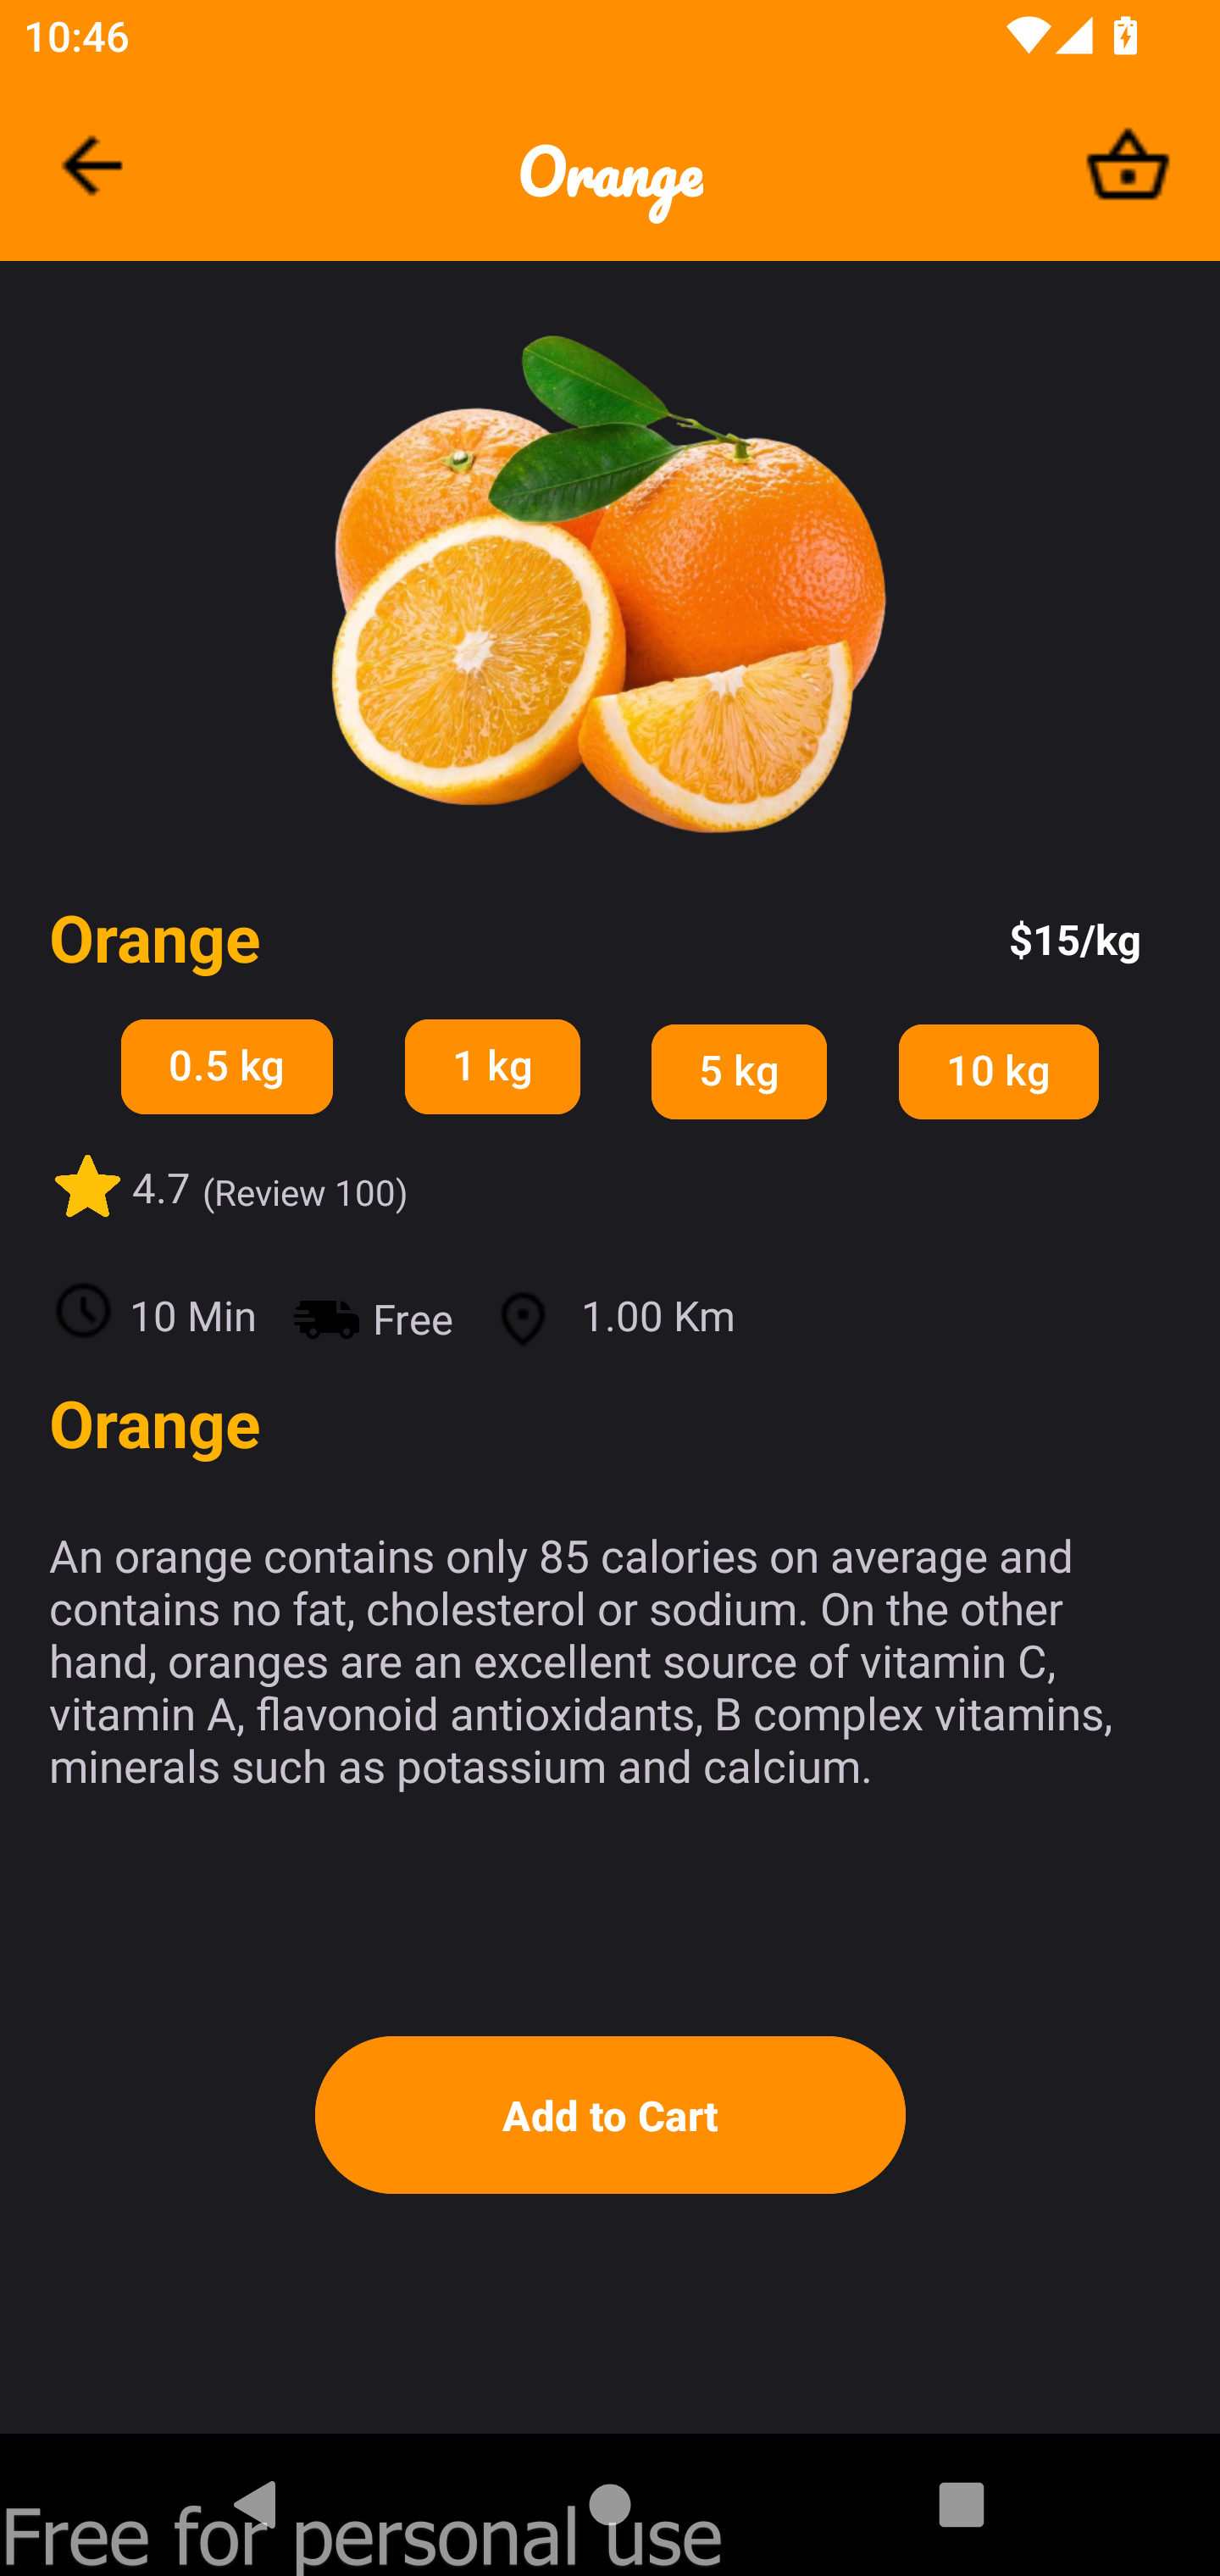 10:46
Orange
Orange $15/kg
0.5 kg 1 kg 5 kg 10 kg
4.7 (Review 100)
10 Min Free 1.00 Km
Orange
An orange contains only 85 calories on average and
contains no fat, cholesterol or sodium. On the other
hand, oranges are an excellent source of vitamin C,
vitamin A, flavonoid antioxidants, B complex vitamins,
minerals such as potassium and calcium.
Add to Cart
Free for personal use